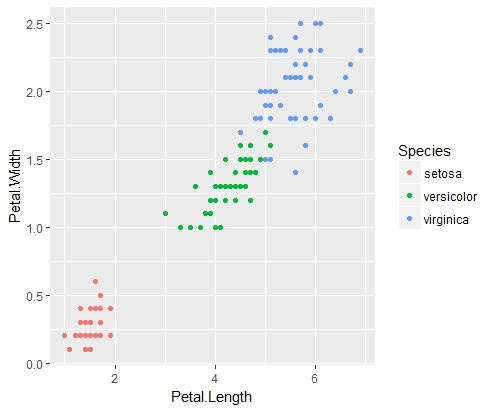 2.5
2.0
1.5
1.0
0.5
0.0
Petal.Width
2 4 6
Petal.Length
Species
setosa
versicolor
virginica